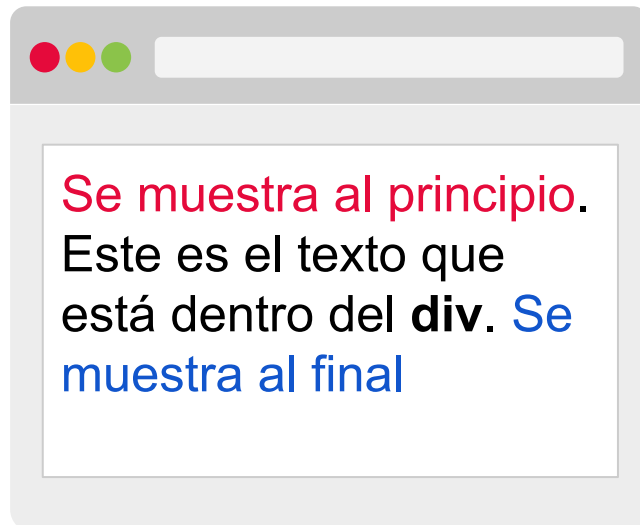 Se muestra al principio.
Este es el texto que
está dentro del div. Se
muestra al final